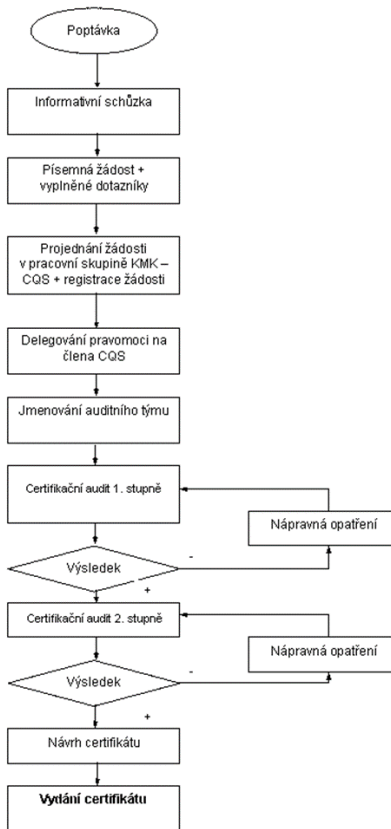 Poptávka
Informativní schůzka
Písemná žádost +
vyplněné dotazníky
Projednání žádosti
v pracovní skupině KMK –
CQS + registrace žádosti
Delegování pravomoci na
člena CQS
Jmenování auditního týmu
Certifikační audit 1. stupně
Nápravná opatření
Výsledek
-
+
Certifikační audit 2. stupně
Nápravná opatření
Výsledek
-
+
Návrh certifikátu
Vydání certifikátu